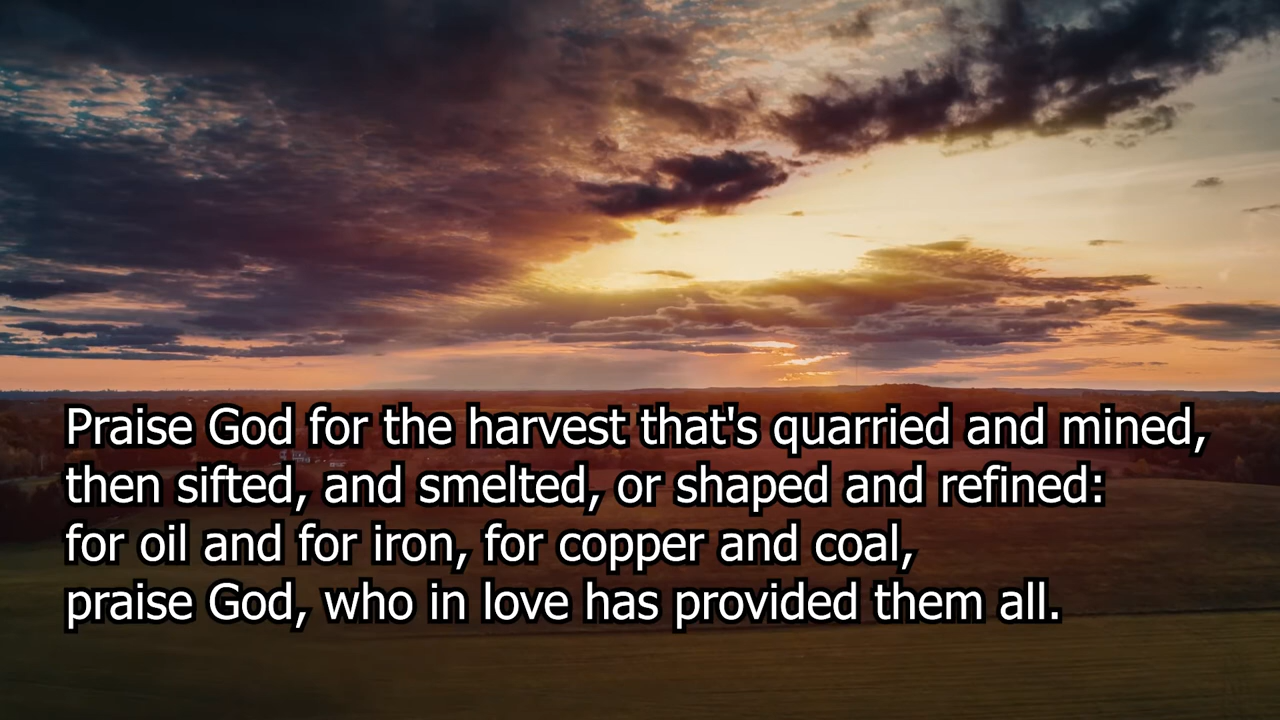 Praise God for the harvest that's quarried and mined,
then sifted, and smelted, or shaped and refined:
for oil and for iron, for copper and coal,
praise God, who in love has provided them all.